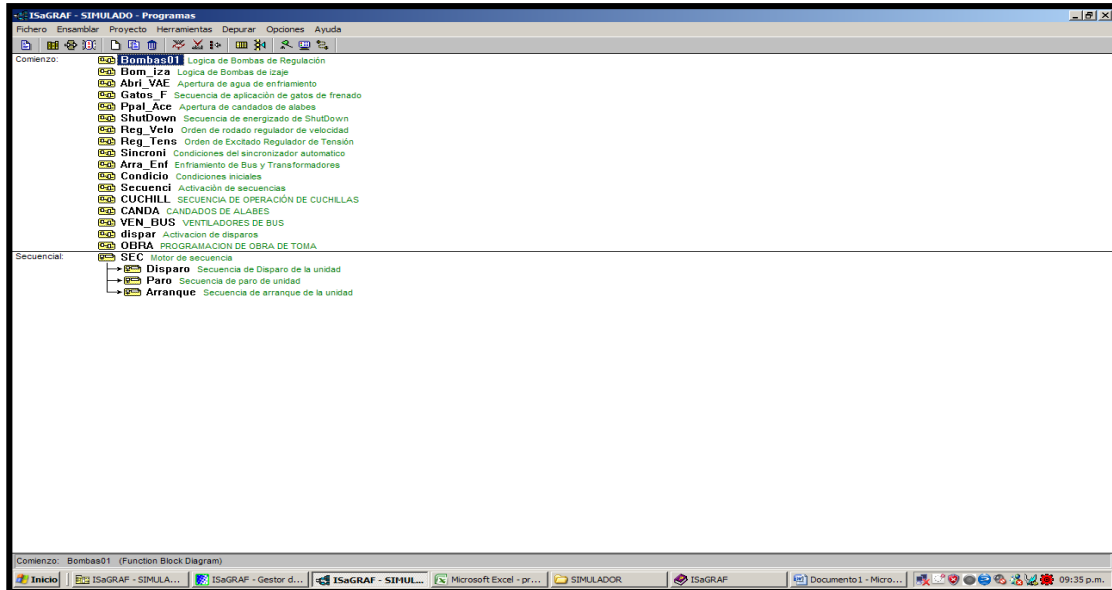 ISaGRAF - SIMULADO - Programas
Fichero Ensamblar Proyecto Herramientas Depurar Opciones Ayuda
Comienzo: Bombas01 Logica de Bombas de Regulación
Bom_iza Logica de Bombas de izaje
Abri_VAE Apertura de agua de enfriamiento
Gatos_F Secuencia de aplicación de gatos de frenado
Ppal_Ace Apertura de candados de alabes
ShutDown Secuencia de energizado de ShutDown
Reg_Velo Orden de rodado regulador de velocidad
Reg_Tens Orden de Excitado Regulador de Tensión
Sincroni Condiciones del sincronizador automatico
Arra_Enf Enfriamiento de Bus y Transformadores
Condicio Condiciones iniciales
Secuenci Activación de secuencias
CUCHILL SECUENCIA DE OPERACIÓN DE CUCHILLAS
CANDA CANDADOS DE ALABES
VEN_BUS VENTILADORES DE BUS
dispar Activacion de disparos
OBRA PROGRAMACION DE OBRA DE TOMA
Secuencial: SEC Motor de secuencia
Disparo Secuencia de Disparo de la unidad
Paro Secuencia de paro de unidad
Arranque Secuencia de arranque de la unidad
Comienzo: Bombas01 (Function Block Diagram)
Inicio ISaGRAF - SIMULA... ISaGRAF - Gestor d... ISaGRAF - SIMUL... Microsoft Excel - pr... SIMULADOR ISaGRAF Documento1 - Micro... 09:35 p.m.